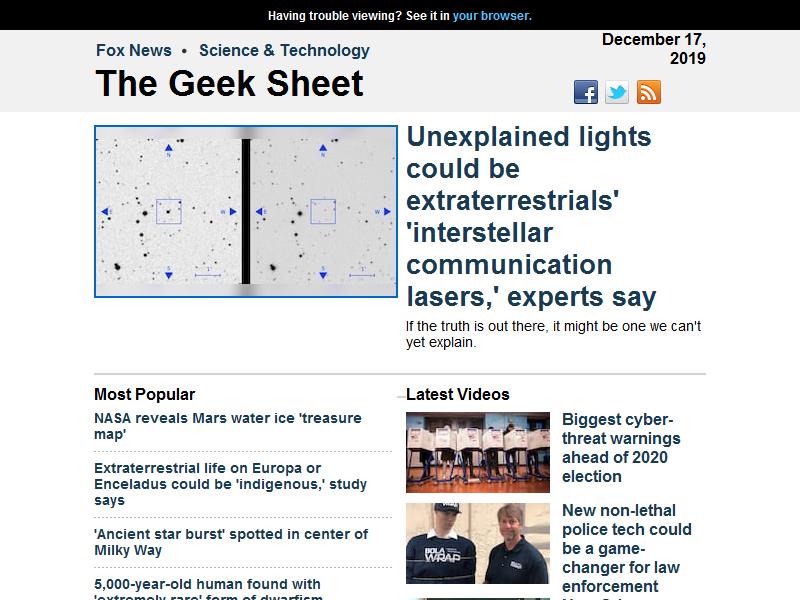 Having trouble viewing? See it in your browser.
Fox News • Science & Technology
The Geek Sheet
December 17,
2019
N
E
W
S
1'
N
E
W
S
1'
Unexplained lights
could be
extraterrestrials'
'interstellar
communication
lasers,' experts say
If the truth is out there, it might be one we can't
yet explain.
Most Popular
NASA reveals Mars water ice 'treasure
map'
Extraterrestrial life on Europa or
Enceladus could be 'indigenous,' study
says
'Ancient star burst' spotted in center of
Milky Way
5,000-year-old human found with
'extremely rare' form of dwarfism
Latest Videos
Biggest cyber-
threat warnings
ahead of 2020
election
BOLA
WRAP
New non-lethal
police tech could
be a game-
changer for law
enforcement